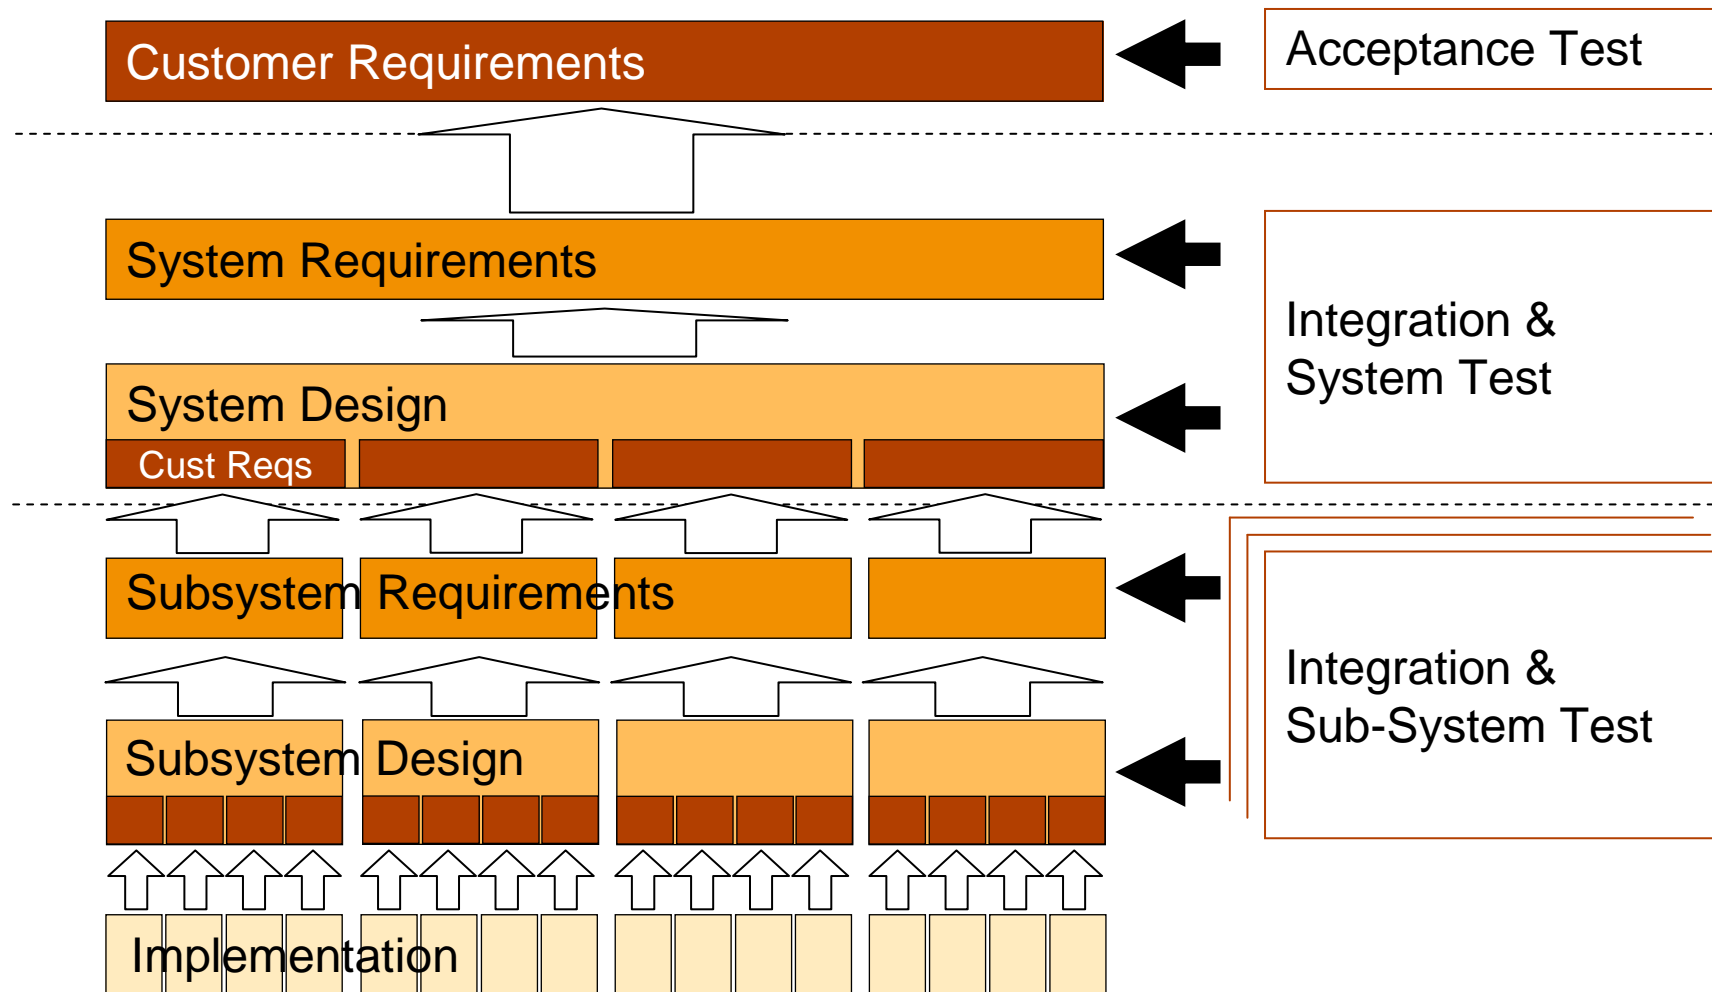 Customer Requirements
Acceptance Test
System Requirements
Integration &
System Test
System Design
Cust Reqs
Subsystem Requirements
Integration &
Sub-System Test
Subsystem Design
Implementation